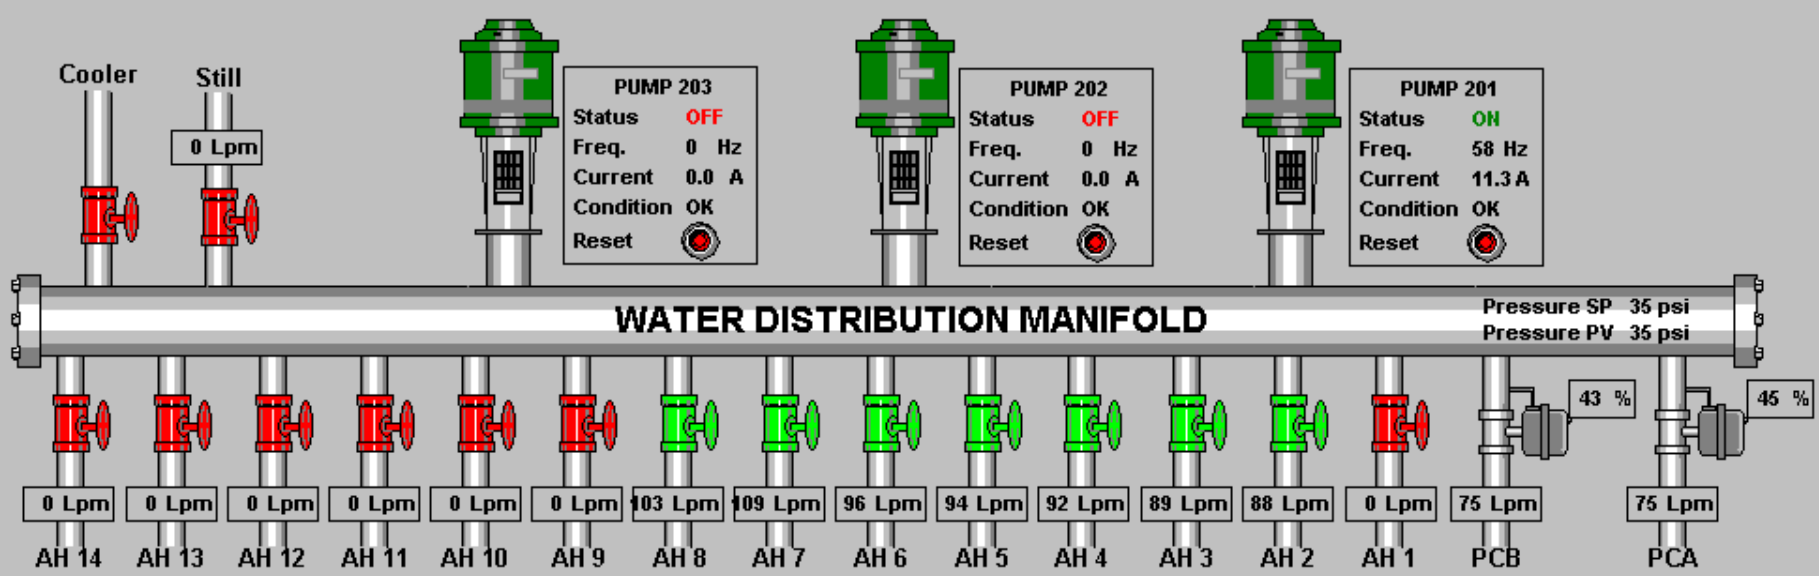 Cooler
Still
0 Lpm
PUMP 203
Status OFF
Freq. 0 Hz
Current 0.0 A
Condition OK
Reset
PUMP 202
Status OFF
Freq. 0 Hz
Current 0.0 A
Condition OK
Reset
PUMP 201
Status ON
Freq. 58 Hz
Current 11.3 A
Condition OK
Reset
WATER DISTRIBUTION MANIFOLD
Pressure SP 35 psi
Pressure PV 35 psi
43 %
45 %
0 Lpm 0 Lpm 0 Lpm 0 Lpm 0 Lpm 0 Lpm 103 Lpm 109 Lpm 96 Lpm 94 Lpm 92 Lpm 89 Lpm 88 Lpm 0 Lpm 75 Lpm 75 Lpm
AH 14 AH 13 AH 12 AH 11 AH 10 AH 9 AH 8 AH 7 AH 6 AH 5 AH 4 AH 3 AH 2 AH 1 PCB PCA